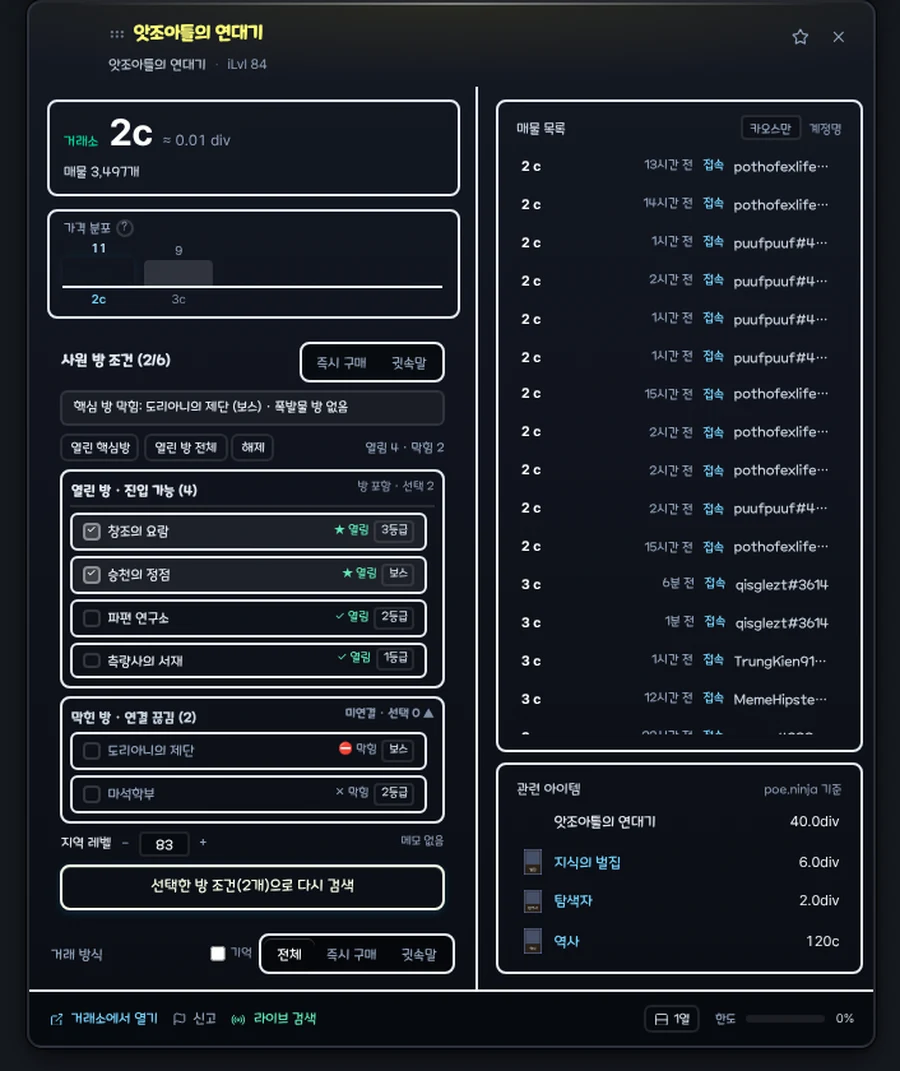 앗조아틀의 연대기
앗조아틀의 연대기 · iLvl 84
거래소 2c ≈ 0.01 div
매물 3,497개
가격 분포 ?
11 9
2c 3c
사원 방 조건 (2/6) 즉시 구매 귓속말
핵심 방 막힘: 도리아니의 제단 (보스) · 폭발물 방 없음
열린 핵심방 열린 방 전체 해제 열림 4 · 막힘 2
열린 방 · 진입 가능 (4) 방 포함 · 선택 2
창조의 요람 ★ 열림 3등급
승천의 정점 ★ 열림 보스
파편 연구소 ✓ 열림 2등급
측량사의 서재 ✓ 열림 1등급
막힌 방 · 연결 끊김 (2) 미연결 · 선택 0 ▲
도리아니의 제단 ⛔ 막힘 보스
마석학부 × 막힘 2등급
지역 레벨 − 83 + 메모 없음
선택한 방 조건(2개)으로 다시 검색
거래 방식 기억 전체 즉시 구매 귓속말
매물 목록 카오스만 계정명
2 c 13시간 전 접속 pothofexlife…
2 c 14시간 전 접속 pothofexlife…
2 c 1시간 전 접속 puufpuuf#4…
2 c 2시간 전 접속 puufpuuf#4…
2 c 1시간 전 접속 puufpuuf#4…
2 c 1시간 전 접속 puufpuuf#4…
2 c 15시간 전 접속 pothofexlife…
2 c 2시간 전 접속 pothofexlife…
2 c 2시간 전 접속 pothofexlife…
2 c 2시간 전 접속 puufpuuf#4…
2 c 15시간 전 접속 pothofexlife…
3 c 6분 전 접속 qisglezt#3614
3 c 1분 전 접속 qisglezt#3614
3 c 1시간 전 접속 TrungKien91…
3 c 12시간 전 접속 MemeHipste…
관련 아이템 poe.ninja 기준
앗조아틀의 연대기 40.0div
지식의 벌집 6.0div
탐색자 2.0div
역사 120c
거래소에서 열기 신고 라이브 검색 1열 한도 0%